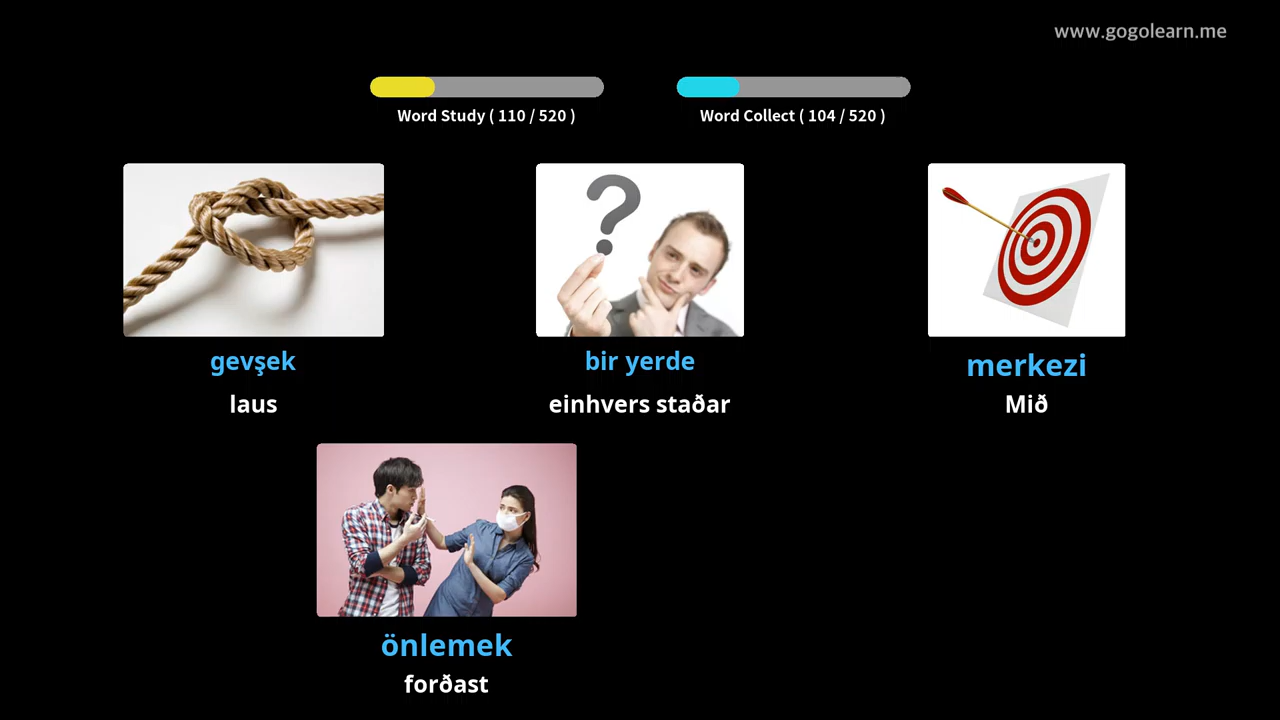 www.gogolearn.me
Word Study ( 110 / 520 )
Word Collect ( 104 / 520 )
gevşek
laus
bir yerde
einhvers staðar
merkezi
Mið
önlemek
forðast